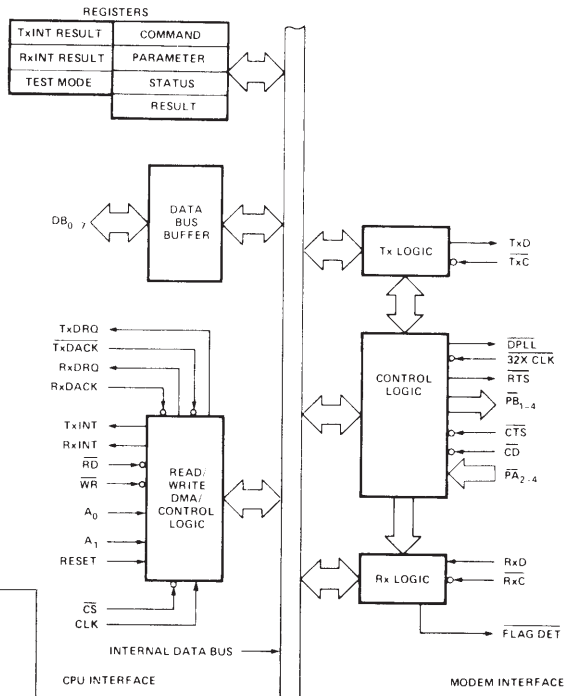 REGISTERS
TxINT RESULT COMMAND
RxINT RESULT PARAMETER
TEST MODE STATUS
RESULT
DB0-7
DATA
BUS
BUFFER
Tx LOGIC
TxD
TxC
TxDRQ
TxDACK
RxDRQ
RxDACK
TxINT
RxINT
RD
WR
A0
A1
RESET
READ/
WRITE
DMA/
CONTROL
LOGIC
CS
CLK
CONTROL
LOGIC
DPLL
32X CLK
RTS
PB1-4
CTS
CD
PA2-4
Rx LOGIC
RxD
RxC
FLAG DET
INTERNAL DATA BUS
CPU INTERFACE
MODEM INTERFACE